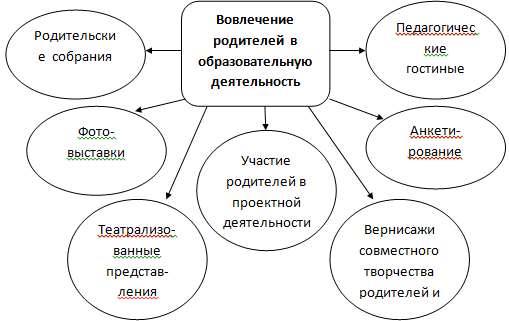 Вовлечение
родителей в
образовательную
деятельность
Родительски
е собрания
Педагогичес
кие
гостиные
Фото-
выставки
Анкети-
рование
Участие
родителей в
проектной
деятельности
Театрализо-
ванные
представ-
ления
Вернисажи
совместного
творчества
родителей и